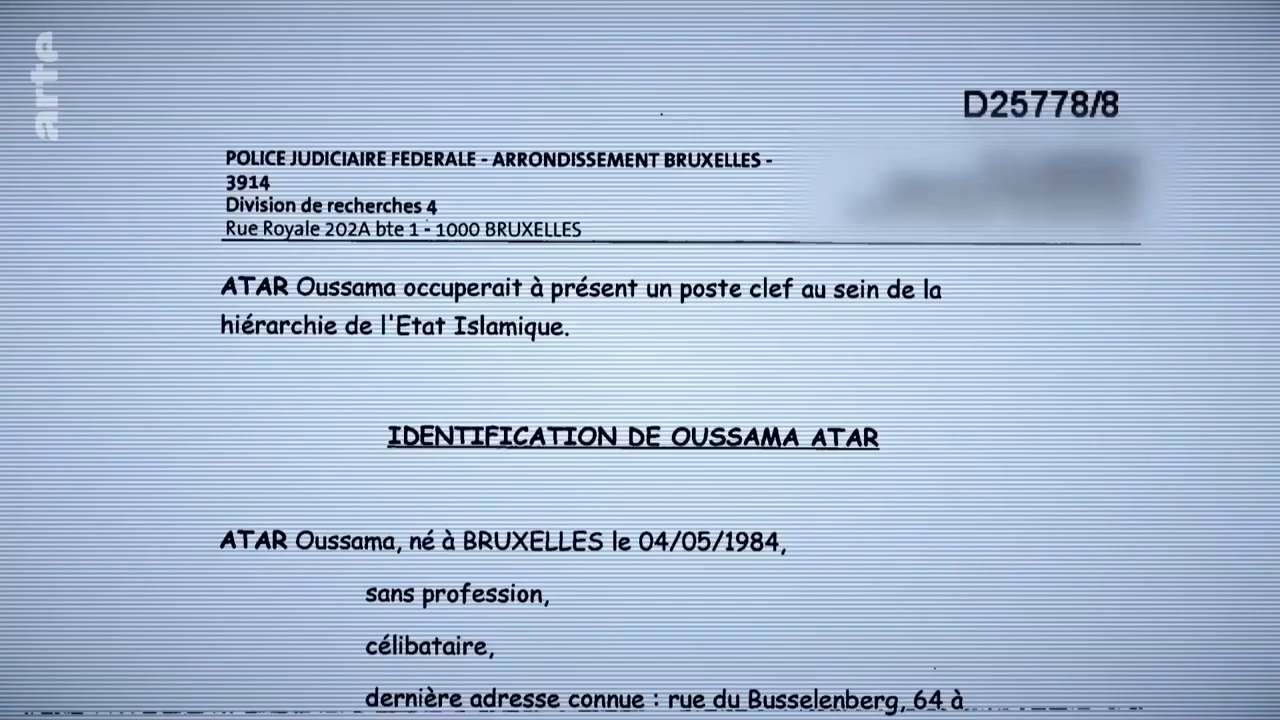 arte
D25778/8
POLICE JUDICIAIRE FEDERALE - ARRONDISSEMENT BRUXELLES -
3914
Division de recherches 4
Rue Royale 202A bte 1 - 1000 BRUXELLES
ATAR Oussama occuperait à présent un poste clef au sein de la
hiérarchie de l'Etat Islamique.
IDENTIFICATION DE OUSSAMA ATAR
ATAR Oussama, né à BRUXELLES le 04/05/1984,
sans profession,
célibataire,
dernière adresse connue : rue du Busselenberg, 64 à